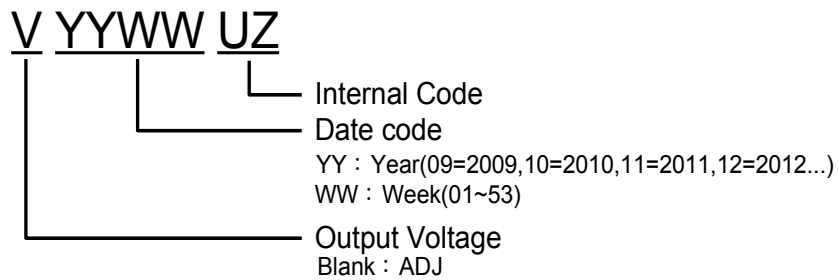 V YYWW UZ
Internal Code
Date code
YY：Year(09=2009,10=2010,11=2011,12=2012...)
WW：Week(01~53)
Output Voltage
Blank：ADJ